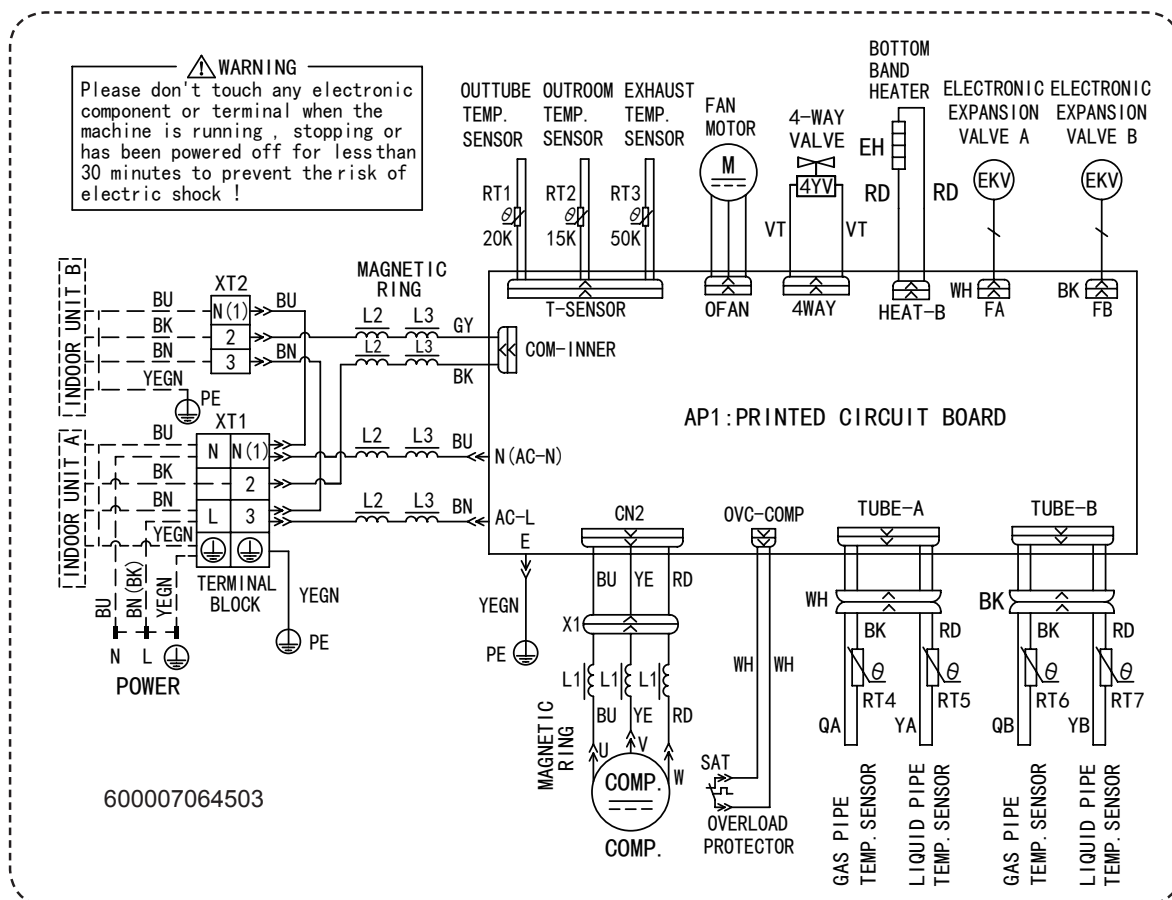 WARNING
Please don't touch any electronic
component or terminal when the
machine is running , stopping or
has been powered off for less than
30 minutes to prevent the risk of
electric shock !
OUTTUBE
TEMP.
SENSOR
OUTROOM
TEMP.
SENSOR
EXHAUST
TEMP.
SENSOR
FAN
MOTOR
4-WAY
VALVE
BOTTOM
BAND
HEATER
ELECTRONIC
EXPANSION
VALVE A
ELECTRONIC
EXPANSION
VALVE B
RT1
θ
20K
RT2
θ
15K
RT3
θ
50K
M
4YV
VT
VT
EH
RD
RD
EKV
EKV
T-SENSOR
OFAN
4WAY
HEAT-B
WH
FA
BK
FB
INDOOR UNIT B
BU
BK
BN
YEGN
PE
XT2
N(1)
2
3
BU
BN
MAGNETIC
RING
L2
L3
GY
L2
L3
BK
COM-INNER
AP1:PRINTED CIRCUIT BOARD
INDOOR UNIT A
BU
BK
BN
YEGN
XT1
N
N(1)
2
L
3
TERMINAL
BLOCK
L2
L3
BU
N(AC-N)
L2
L3
BN
AC-L
E
YEGN
PE
YEGN
PE
BU
BN(BK)
YEGN
N
L
POWER
CN2
BU
YE
RD
X1
L1
L1
L1
BU
YE
RD
MAGNETIC
RING
U
V
W
COMP.
COMP.
OVC-COMP
WH
WH
SAT
OVERLOAD
PROTECTOR
TUBE-A
WH
BK
RD
θ
RT4
θ
RT5
QA
YA
GAS PIPE
TEMP. SENSOR
LIQUID PIPE
TEMP. SENSOR
TUBE-B
BK
BK
RD
θ
RT6
θ
RT7
QB
YB
GAS PIPE
TEMP. SENSOR
LIQUID PIPE
TEMP. SENSOR
600007064503